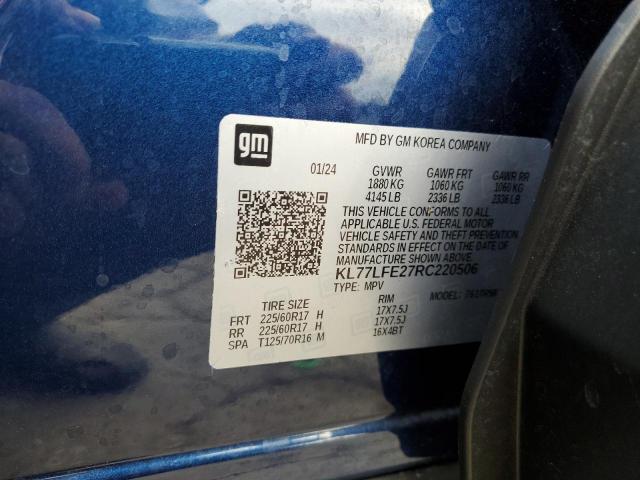 gm
MFD BY GM KOREA COMPANY
01/24 GVWR GAWR FRT GAWR RR
1880 KG 1060 KG 1060 KG
4145 LB 2336 LB 2336 LB
THIS VEHICLE CONFORMS TO ALL
APPLICABLE U.S. FEDERAL MOTOR
VEHICLE SAFETY AND THEFT PREVENTION
STANDARDS IN EFFECT ON THE DATE OF
MANUFACTURE SHOWN ABOVE.
KL77LFE27RC220506
TYPE: MPV MODEL:
TIRE SIZE RIM
FRT 225/60R17 H 17X7.5J
RR 225/60R17 H 17X7.5J
SPA T125/70R16 M 16X4BT